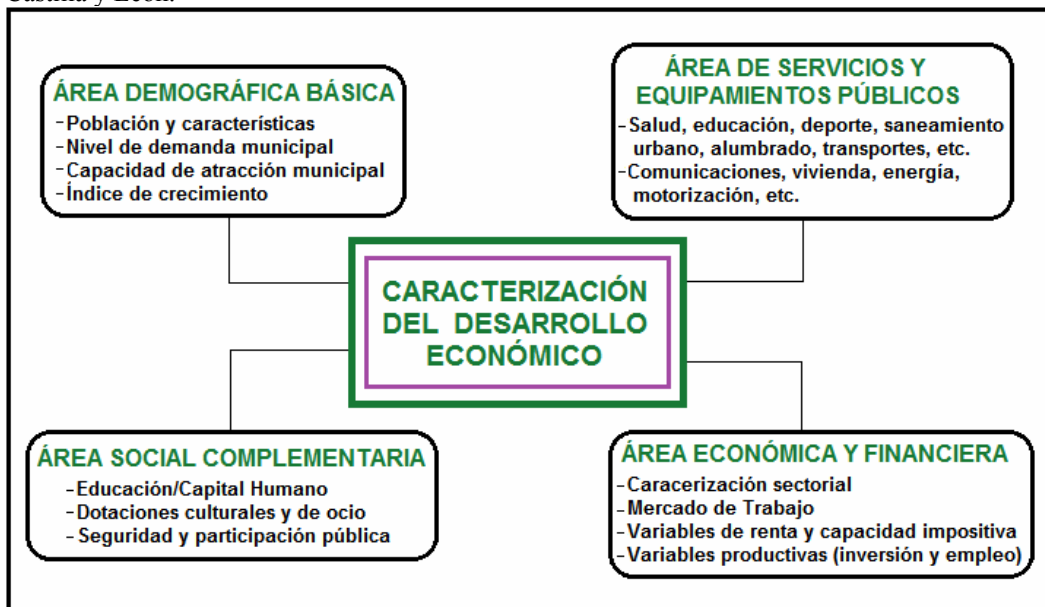 Castilla y León.
ÁREA DEMOGRÁFICA BÁSICA
-Población y características
-Nivel de demanda municipal
-Capacidad de atracción municipal
-Índice de crecimiento
ÁREA DE SERVICIOS Y
EQUIPAMIENTOS PÚBLICOS
-Salud, educación, deporte, saneamiento
urbano, alumbrado, transportes, etc.
-Comunicaciones, vivienda, energía,
motorización, etc.
CARACTERIZACIÓN
DEL DESARROLLO
ECONÓMICO
ÁREA SOCIAL COMPLEMENTARIA
-Educación/Capital Humano
-Dotaciones culturales y de ocio
-Seguridad y participación pública
ÁREA ECONÓMICA Y FINANCIERA
-Caracerización sectorial
-Mercado de Trabajo
-Variables de renta y capacidad impositiva
-Variables productivas (inversión y empleo)